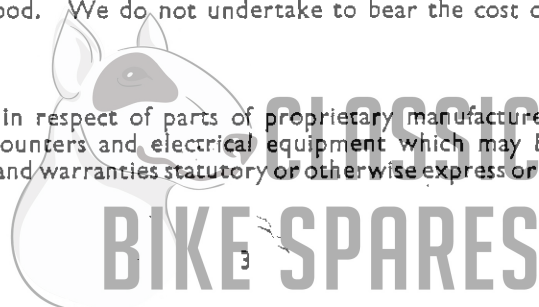 ood. We do not undertake to bear the cost o
in respect of parts of proprietary manufacture
ounters and electrical equipment which may b
and warranties statutory or otherwise express or
CLASSIC
BIKE SPARES
3